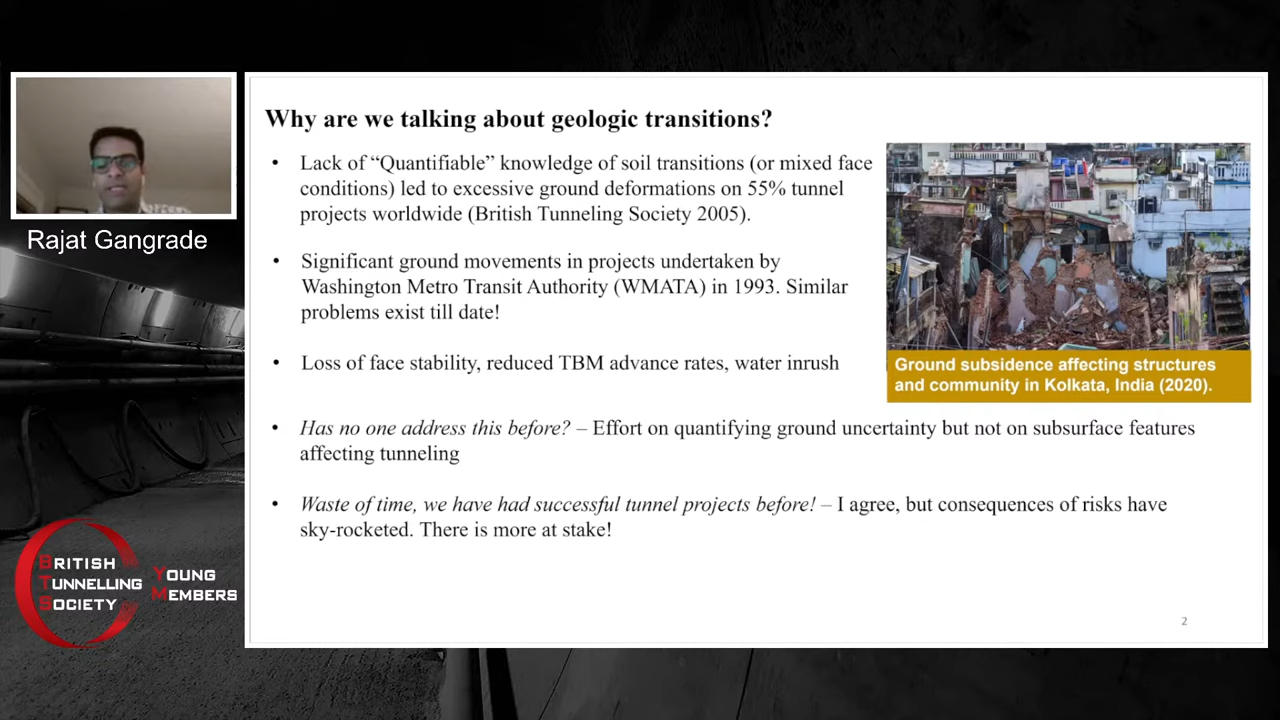 Rajat Gangrade
BRITISH
TUNNELLING
SOCIETY
YOUNG
MEMBERS
Why are we talking about geologic transitions?
• Lack of “Quantifiable” knowledge of soil transitions (or mixed face
conditions) led to excessive ground deformations on 55% tunnel
projects worldwide (British Tunneling Society 2005).
• Significant ground movements in projects undertaken by
Washington Metro Transit Authority (WMATA) in 1993. Similar
problems exist till date!
• Loss of face stability, reduced TBM advance rates, water inrush
Ground subsidence affecting structures
and community in Kolkata, India (2020).
• Has no one address this before? – Effort on quantifying ground uncertainty but not on subsurface features
affecting tunneling
• Waste of time, we have had successful tunnel projects before! – I agree, but consequences of risks have
sky-rocketed. There is more at stake!
2